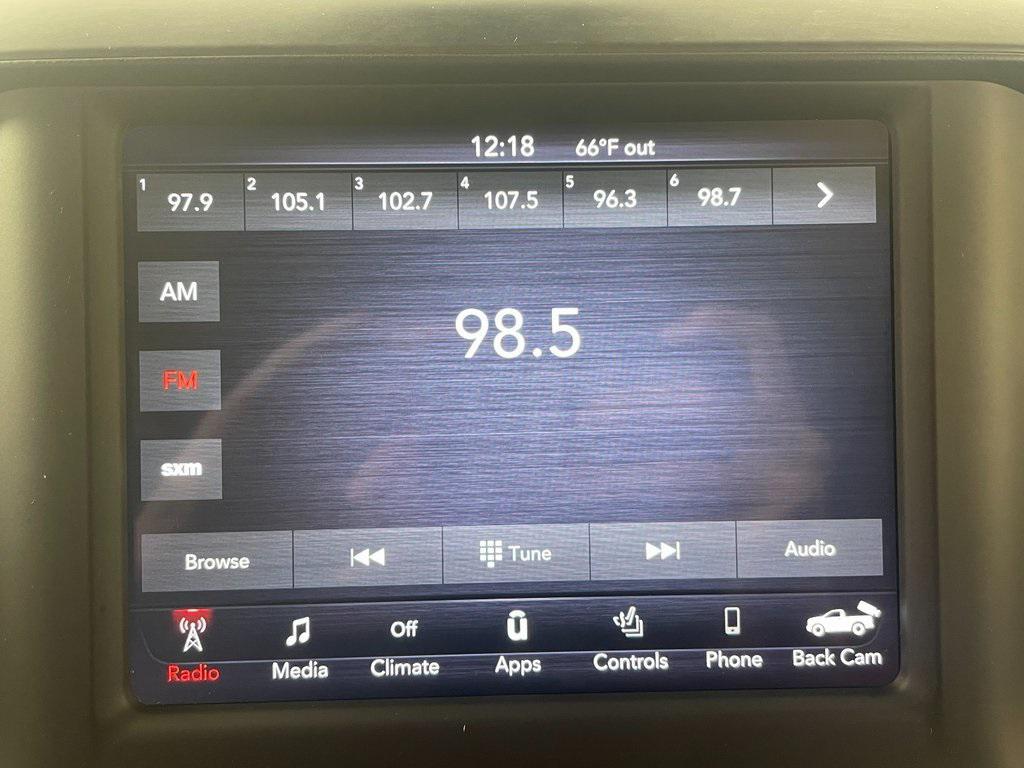 12:18 66°F out
1 97.9 2 105.1 3 102.7 4 107.5 5 96.3 6 98.7
AM
98.5
FM
sxm
Browse Tune Audio
Off
Radio Media Climate Apps Controls Phone Back Cam